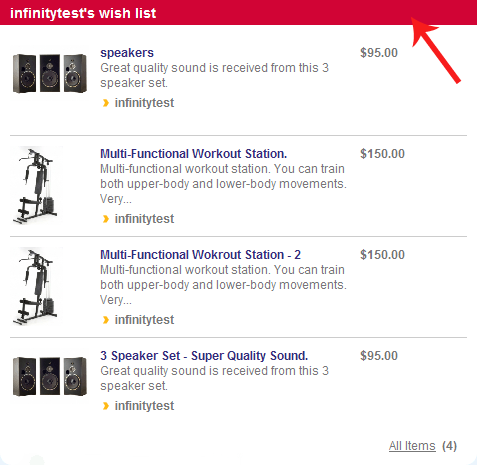 infinitytest's wish list
speakers $95.00
Great quality sound is received from this 3
speaker set.
infinitytest
Multi-Functional Workout Station. $150.00
Multi-functional workout station. You can train
both upper-body and lower-body movements.
Very...
infinitytest
Multi-Functional Wokrout Station - 2 $150.00
Multi-functional workout station. You can train
both upper-body and lower-body movements.
Very...
infinitytest
3 Speaker Set - Super Quality Sound. $95.00
Great quality sound is received from this 3
speaker set.
infinitytest
All Items (4)